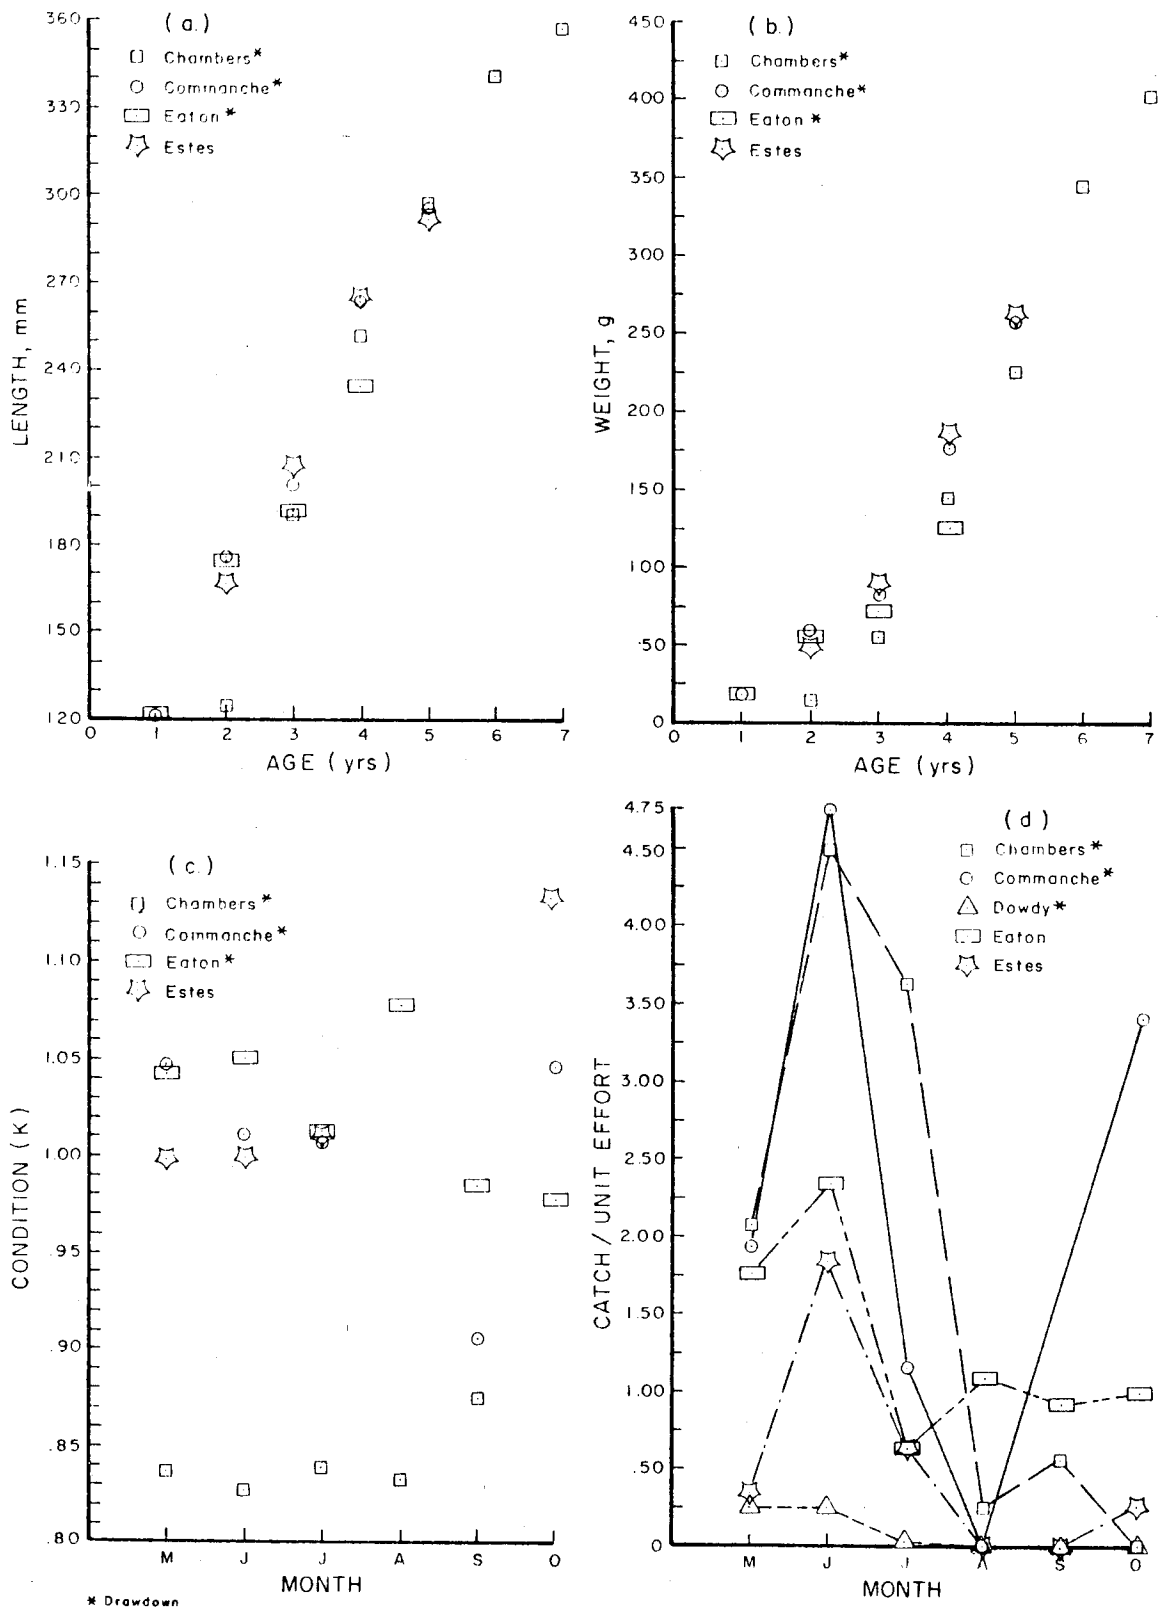 (a.)
Chambers*
Commanche*
Eaton*
Estes
360
330
300
270
240
210
180
150
120
LENGTH, mm
0 1 2 3 4 5 6 7
AGE (yrs)
(b.)
Chambers*
Commanche*
Eaton*
Estes
450
400
350
300
250
200
150
100
50
0
WEIGHT, g
0 1 2 3 4 5 6 7
AGE (yrs)
(c.)
Chambers*
Commanche*
Eaton*
Estes
1.15
1.10
1.05
1.00
.95
.90
.85
.80
CONDITION (K)
M J J A S O
MONTH
* Drawdown
(d)
Chambers*
Commanche*
Dowdy*
Eaton
Estes
4.75
4.50
4.00
3.50
3.00
2.50
2.00
1.50
1.00
.50
0
CATCH/UNIT EFFORT
M J J A S O
MONTH